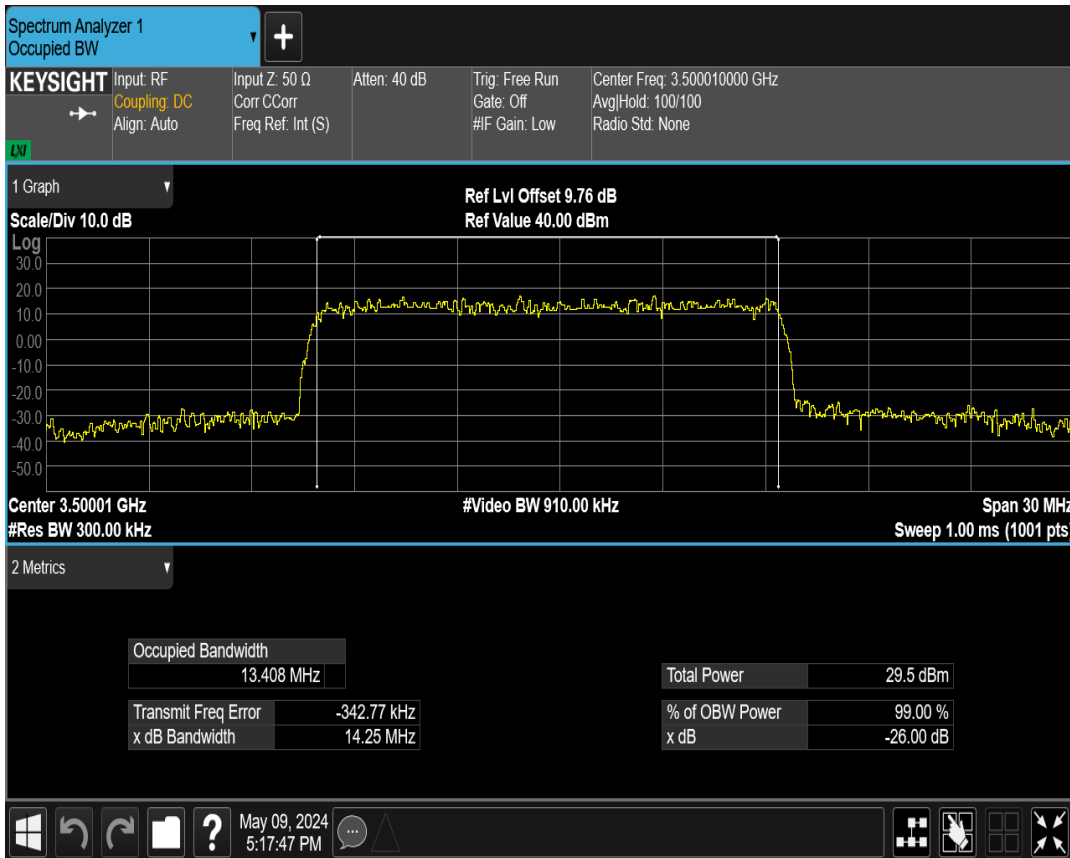 Spectrum Analyzer 1
Occupied BW
KEYSIGHT
LXI
Input: RF
Coupling: DC
Align: Auto
Input Z: 50 Ω
Corr CCorr
Freq Ref: Int (S)
Atten: 40 dB
Trig: Free Run
Gate: Off
#IF Gain: Low
Center Freq: 3.500010000 GHz
Avg|Hold: 100/100
Radio Std: None
1 Graph
Scale/Div 10.0 dB
Ref Lvl Offset 9.76 dB
Ref Value 40.00 dBm
Log
30.0
20.0
10.0
0.00
-10.0
-20.0
-30.0
-40.0
-50.0
Center 3.50001 GHz
#Video BW 910.00 kHz
Span 30 MHz
#Res BW 300.00 kHz
Sweep 1.00 ms (1001 pts)
2 Metrics
Occupied Bandwidth
13.408 MHz
Total Power 29.5 dBm
Transmit Freq Error -342.77 kHz
% of OBW Power 99.00 %
x dB Bandwidth 14.25 MHz
x dB -26.00 dB
?
May 09, 2024
5:17:47 PM